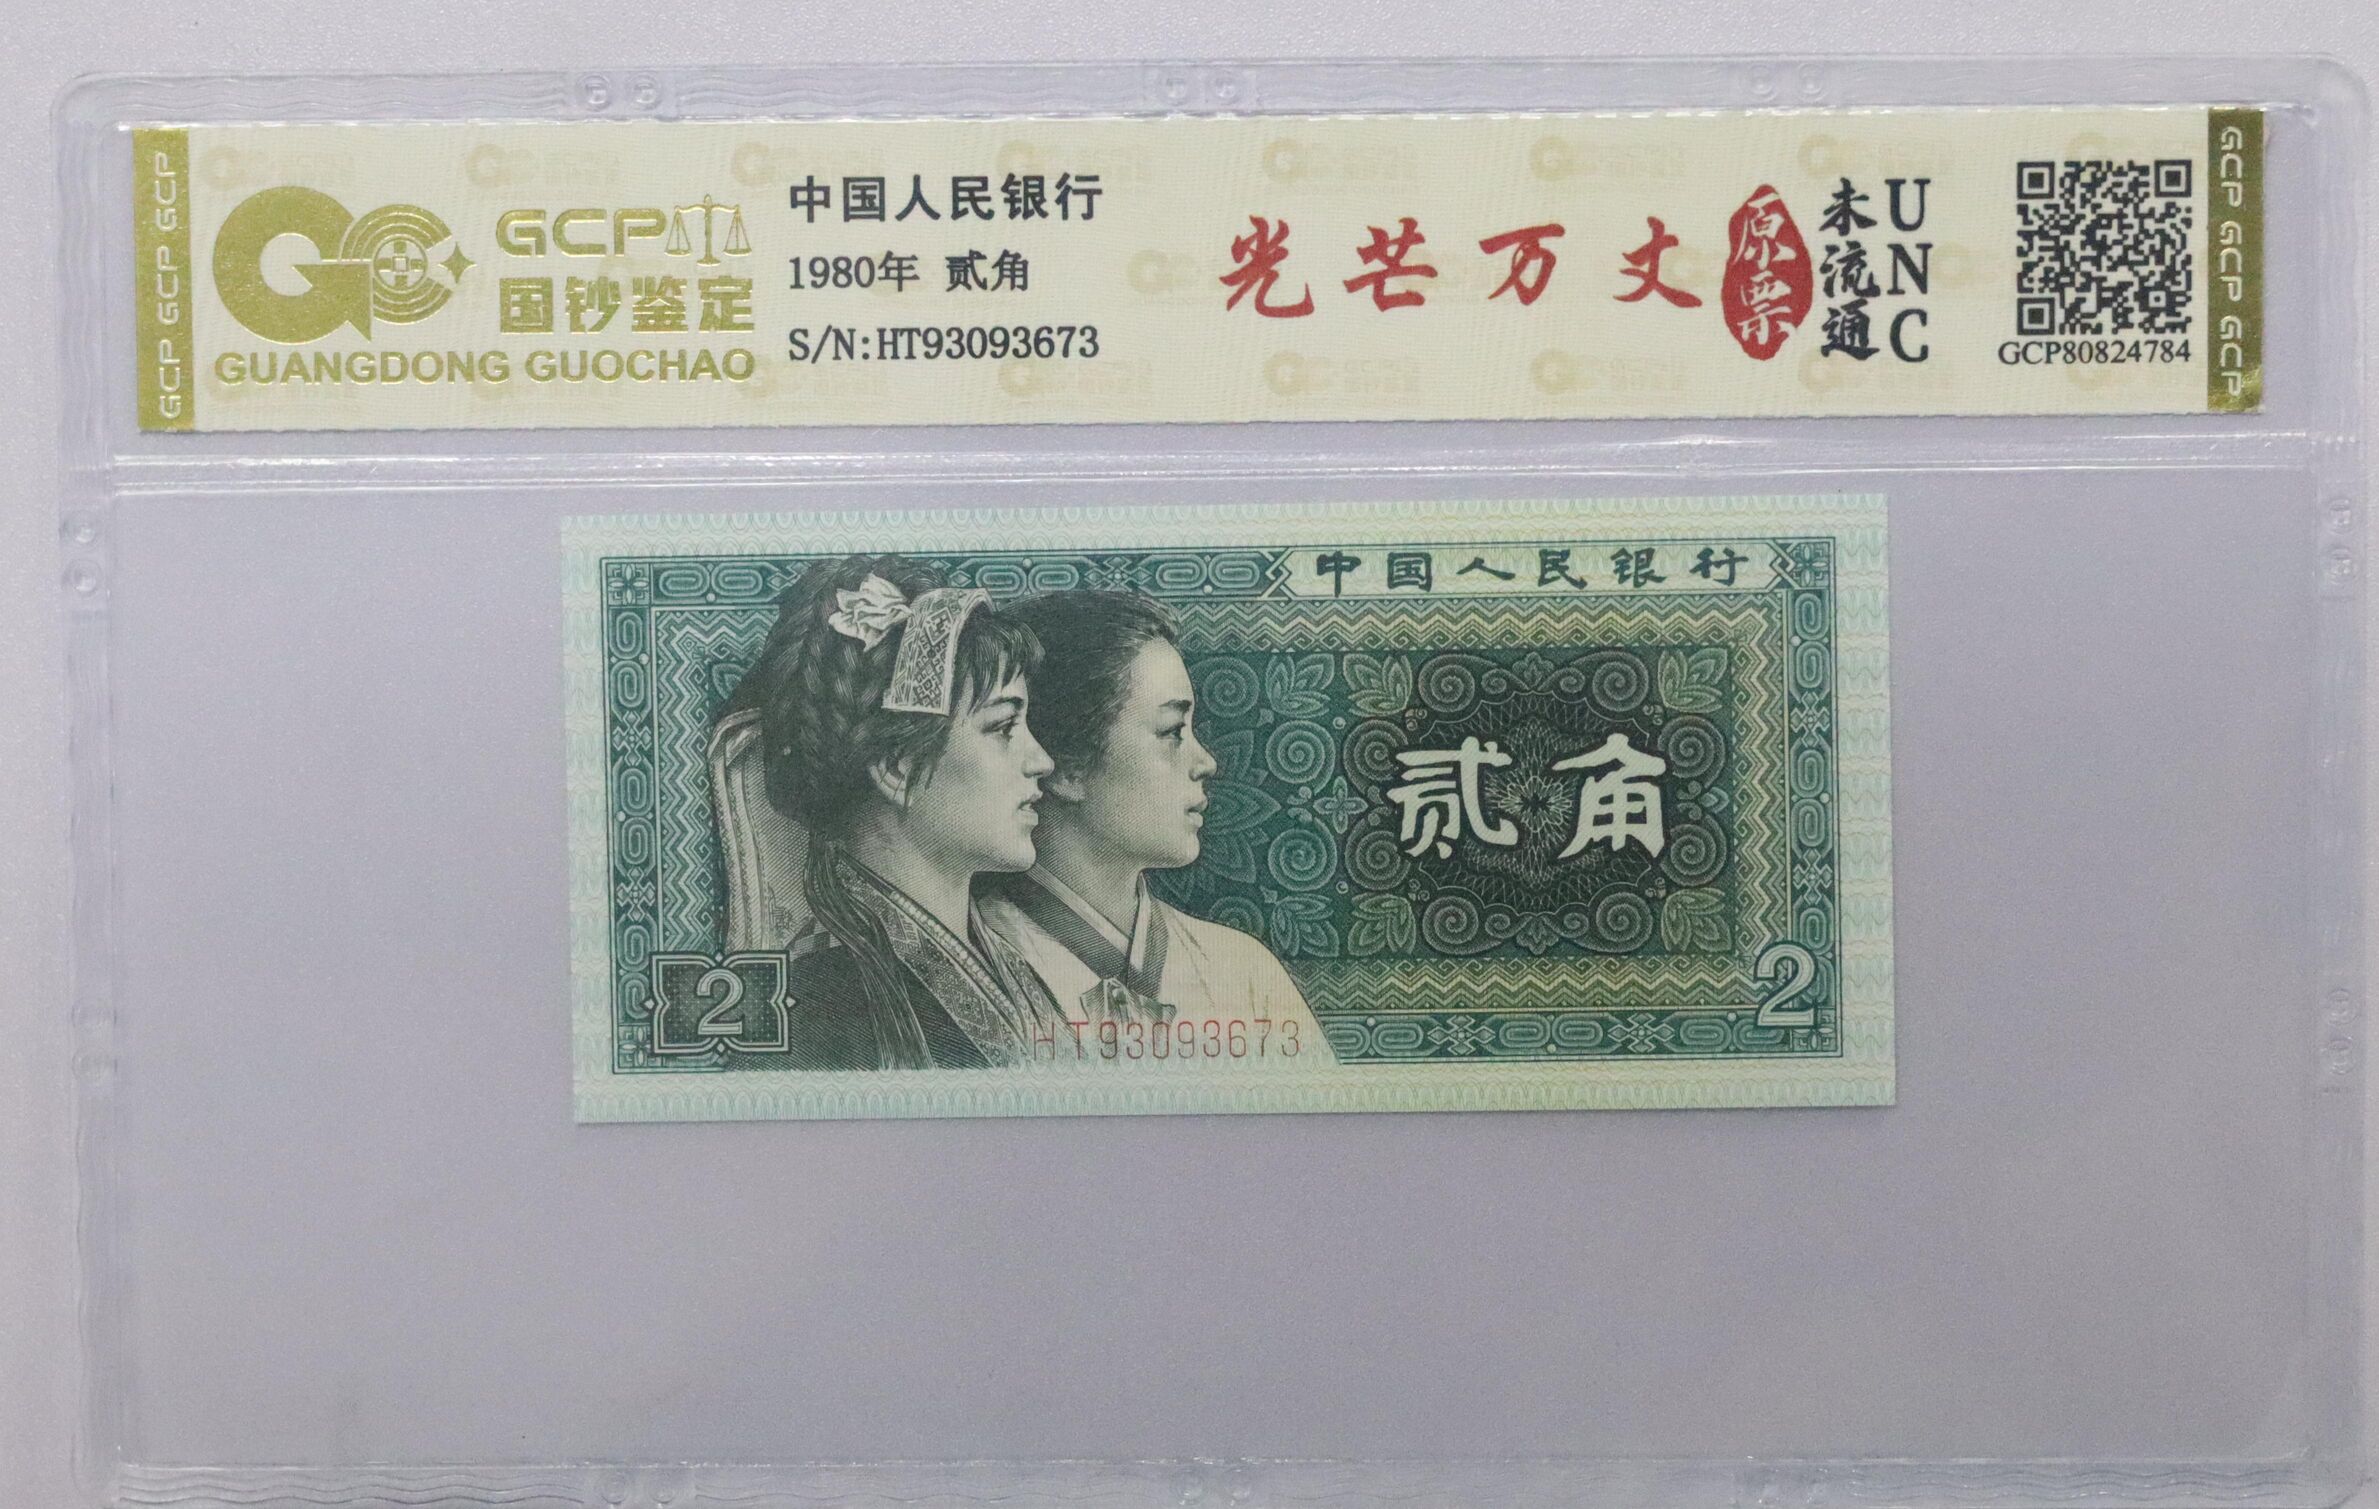 GCP GCP GCP
GCP
国钞鉴定
GUANGDONG GUOCHAO
中国人民银行
1980年 贰角
S/N:HT93093673
光芒万丈
原票
未流通
UNC
GCP80824784
GCP GCP GCP
中国人民银行
贰角
2
2
HT93093673